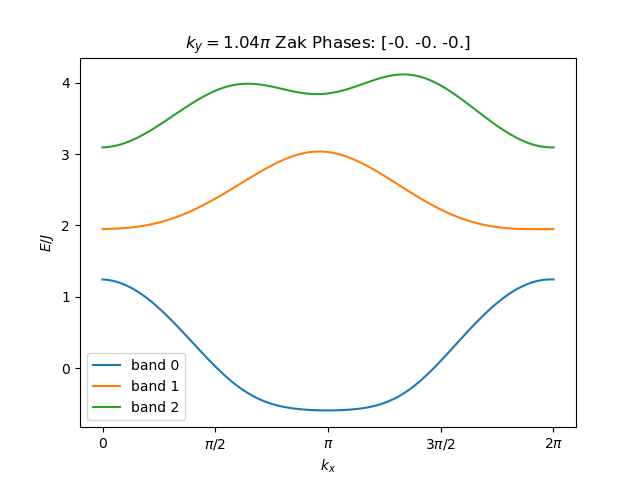 k_y = 1.04π Zak Phases: [-0. -0. -0.]
4
3
2
1
0
E/J
band 0
band 1
band 2
0
π/2
π
3π/2
2π
k_x